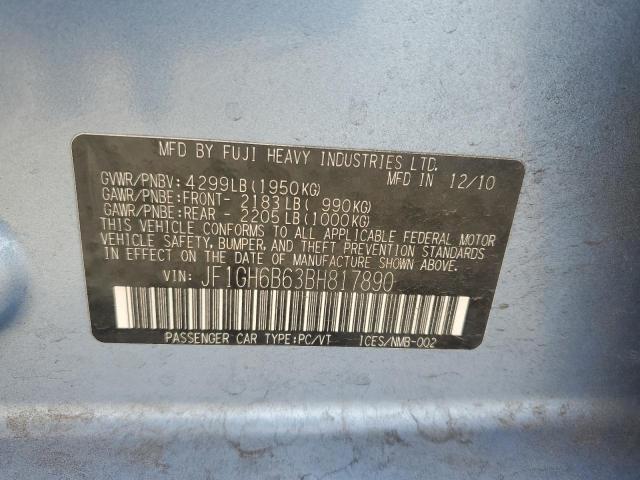 MFD BY FUJI HEAVY INDUSTRIES LTD.
MFD IN 12/10
GVWR/PNBV: 4299LB(1950KG)
GAWR/PNBE:FRONT- 2183LB( 990KG)
GAWR/PNBE:REAR - 2205LB(1000KG)
THIS VEHICLE CONFORMS TO ALL APPLICABLE FEDERAL MOTOR
VEHICLE SAFETY, BUMPER, AND THEFT PREVENTION STANDARDS
IN EFFECT ON THE DATE OF MANUFACTURE SHOWN ABOVE.
VIN: JF1GH6B63BH817890
PASSENGER CAR TYPE:PC/VT ICES/NMB-002